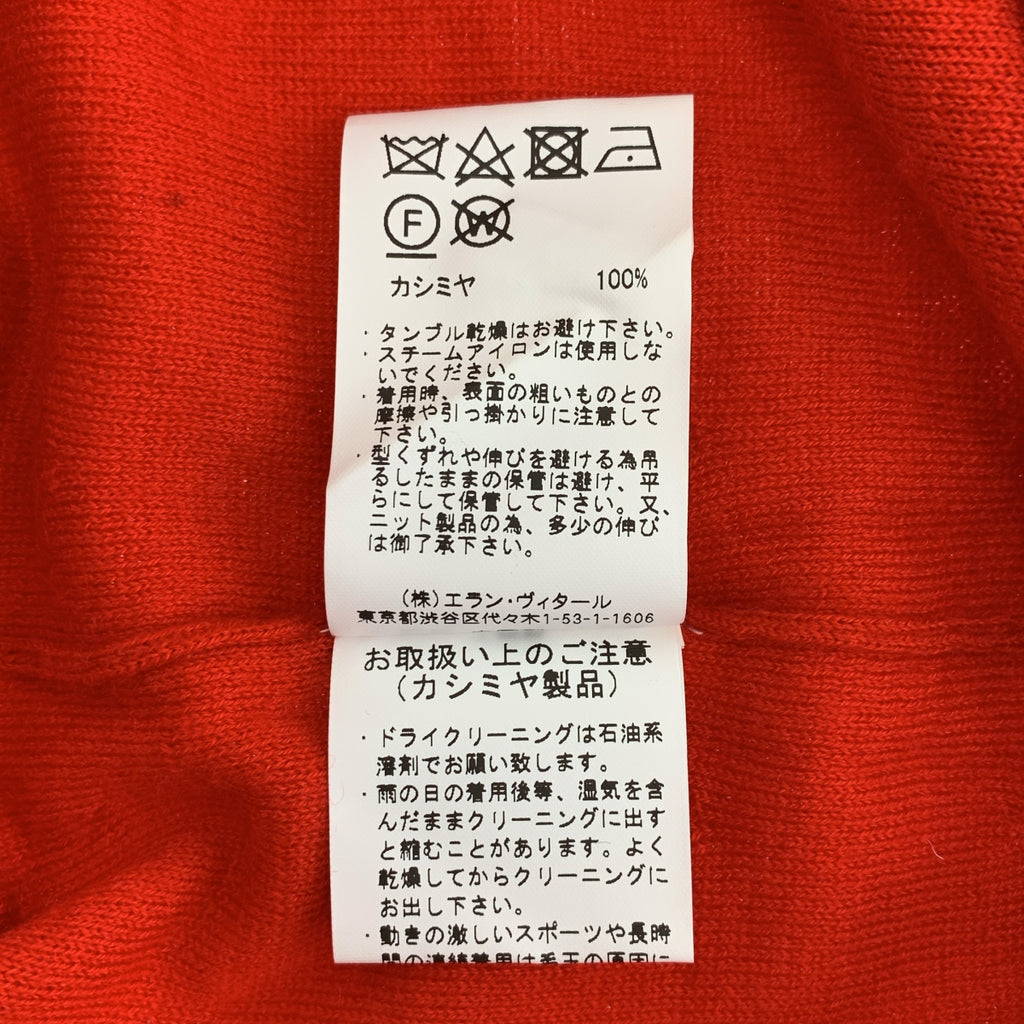 F W
カシミヤ 100%
・タンブル乾燥はお避け下さい。
・スチームアイロンは使用しな
いでください。
・着用時、表面の粗いものとの
摩擦や引っ掛かりに注意して
下さい。
・型くずれや伸びを避ける為吊
るしたままの保管は避け、平
らにして保管して下さい。又、
ニット製品の為、多少の伸び
は御了承下さい。
(株)エラン・ヴィタール
東京都渋谷区代々木1-53-1-1606
お取扱い上のご注意
(カシミヤ製品)
・ドライクリーニングは石油系
溶剤でお願い致します。
・雨の日の着用後等、湿気を含
んだままクリーニングに出す
と縮むことがあります。よく
乾燥してからクリーニングに
お出し下さい。
・動きの激しいスポーツや長時
間の連続着用は毛玉の原因に